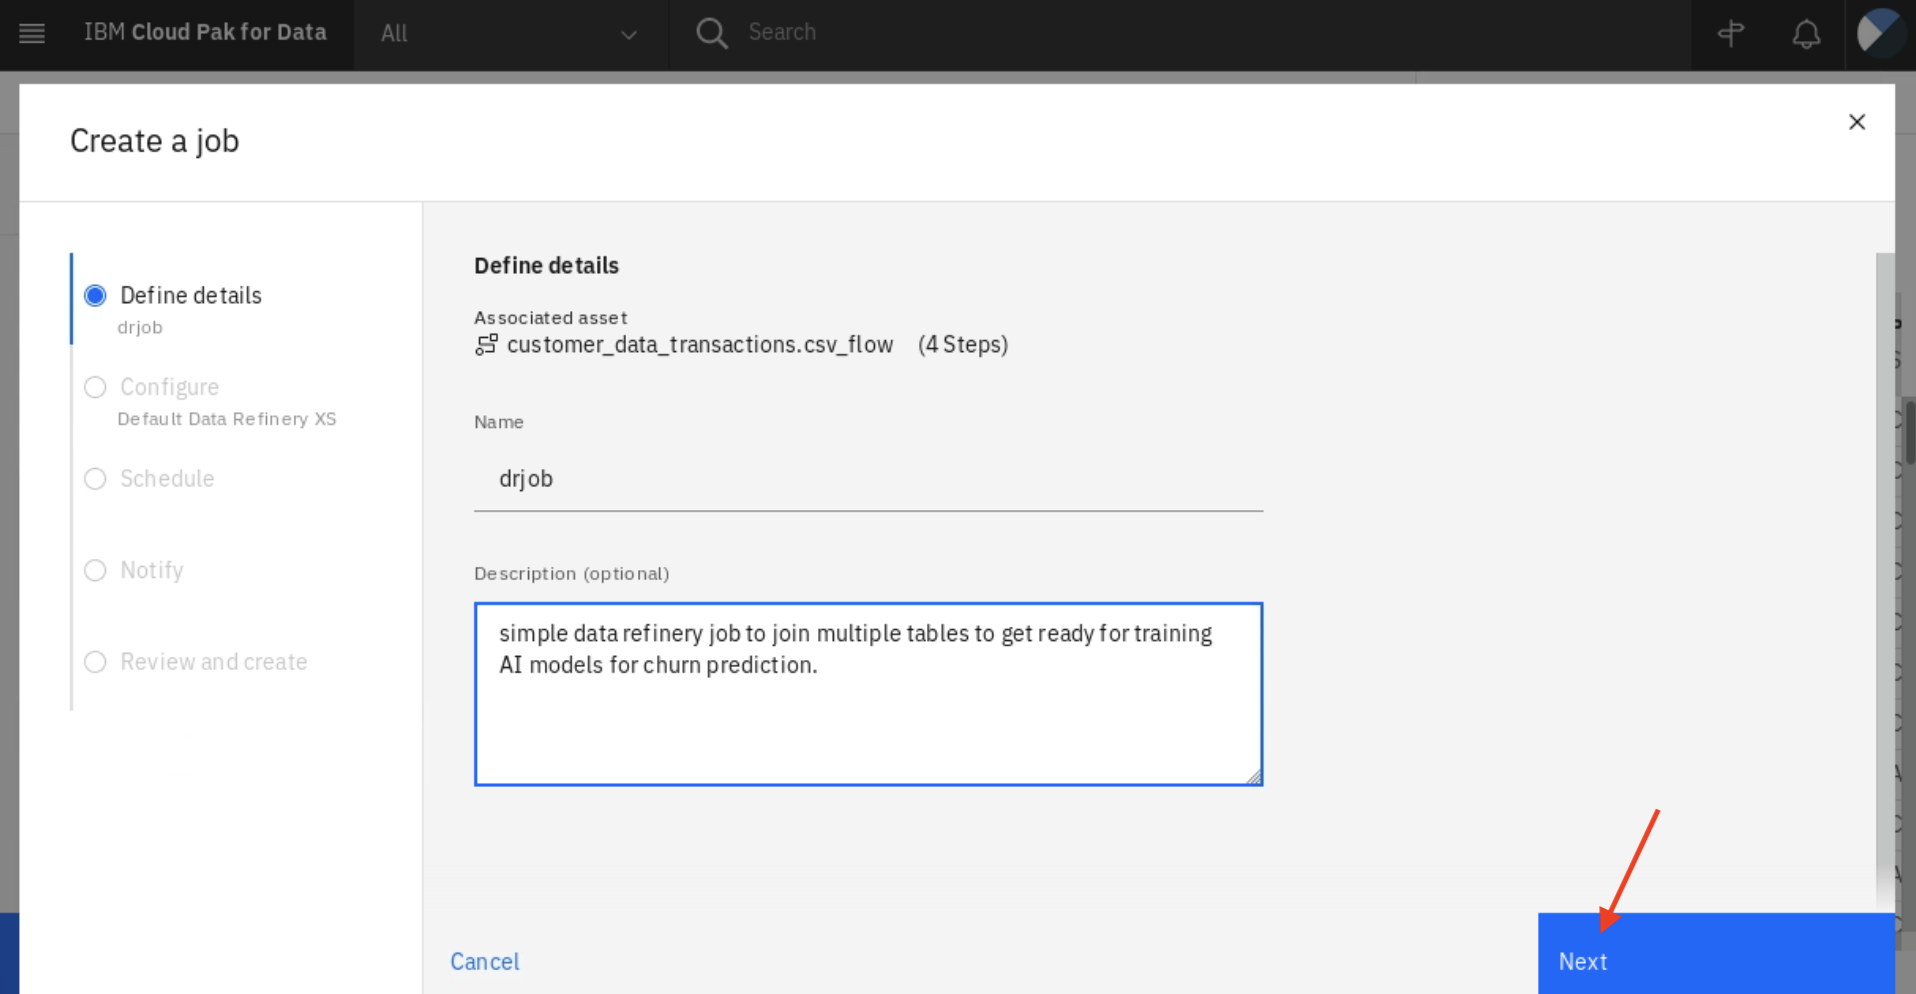 IBM Cloud Pak for Data
All
Search
Create a job
Define details
drjob
Configure
Default Data Refinery XS
Schedule
Notify
Review and create
Define details
Associated asset
customer_data_transactions.csv_flow (4 Steps)
Name
drjob
Description (optional)
simple data refinery job to join multiple tables to get ready for training
AI models for churn prediction.
Cancel
Next